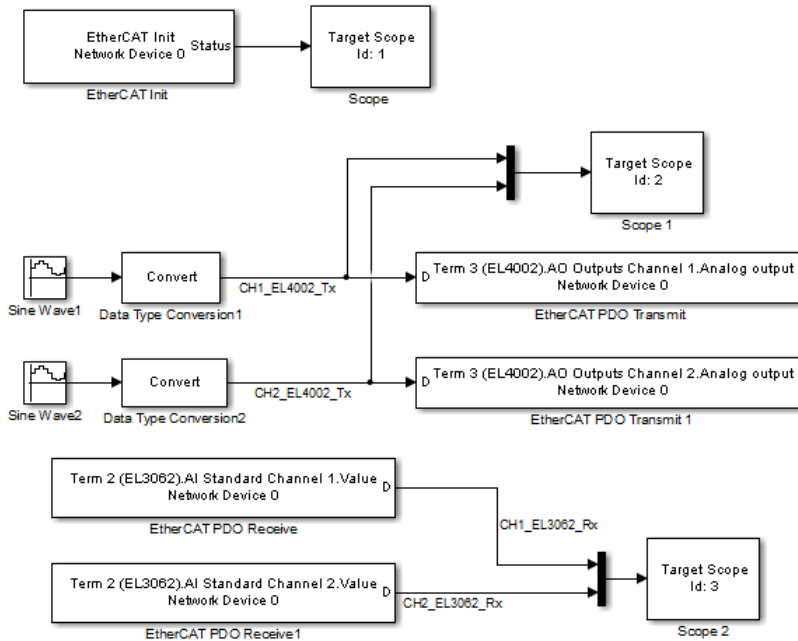 EtherCAT Init
Network Device 0
Status
EtherCAT Init
Target Scope
Id: 1
Scope
Target Scope
Id: 2
Scope 1
Sine Wave1
Convert
Data Type Conversion1
CH1_EL4002_Tx
D
Term 3 (EL4002).AO Outputs Channel 1.Analog output
Network Device 0
EtherCAT PDO Transmit
Sine Wave2
Convert
Data Type Conversion2
CH2_EL4002_Tx
D
Term 3 (EL4002).AO Outputs Channel 2.Analog output
Network Device 0
EtherCAT PDO Transmit 1
Term 2 (EL3062).AI Standard Channel 1.Value
Network Device 0
D
EtherCAT PDO Receive
CH1_EL3062_Rx
Term 2 (EL3062).AI Standard Channel 2.Value
Network Device 0
D
EtherCAT PDO Receive1
CH2_EL3062_Rx
Target Scope
Id: 3
Scope 2